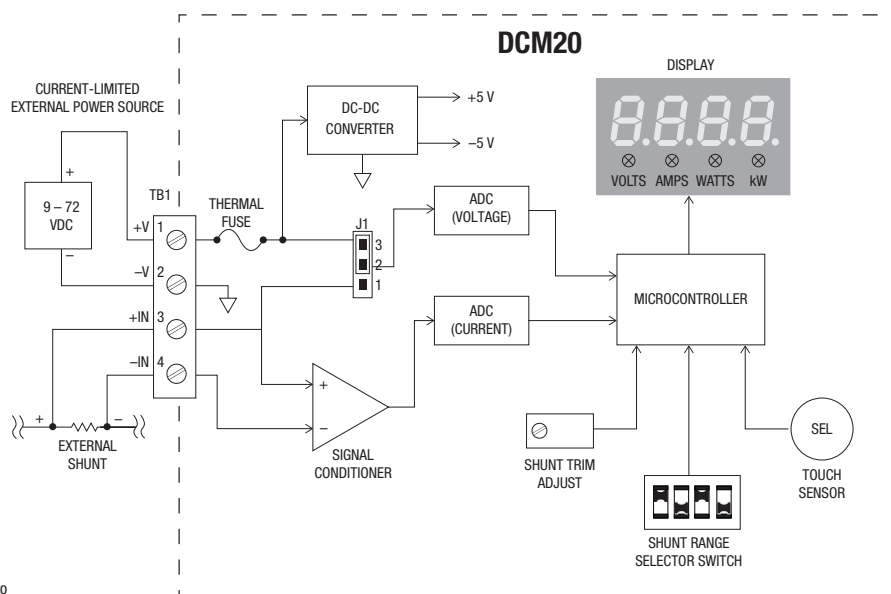 DCM20
DISPLAY
CURRENT-LIMITED
EXTERNAL POWER SOURCE
DC-DC
CONVERTER
+5 V
–5 V
VOLTS AMPS WATTS kW
+
9 – 72
VDC
–
TB1
THERMAL
FUSE
+V 1
–V 2
+IN 3
–IN 4
J1
3
2
1
ADC
(VOLTAGE)
ADC
(CURRENT)
MICROCONTROLLER
+
–
SIGNAL
CONDITIONER
+ –
EXTERNAL
SHUNT
SHUNT TRIM
ADJUST
SEL
TOUCH
SENSOR
SHUNT RANGE
SELECTOR SWITCH